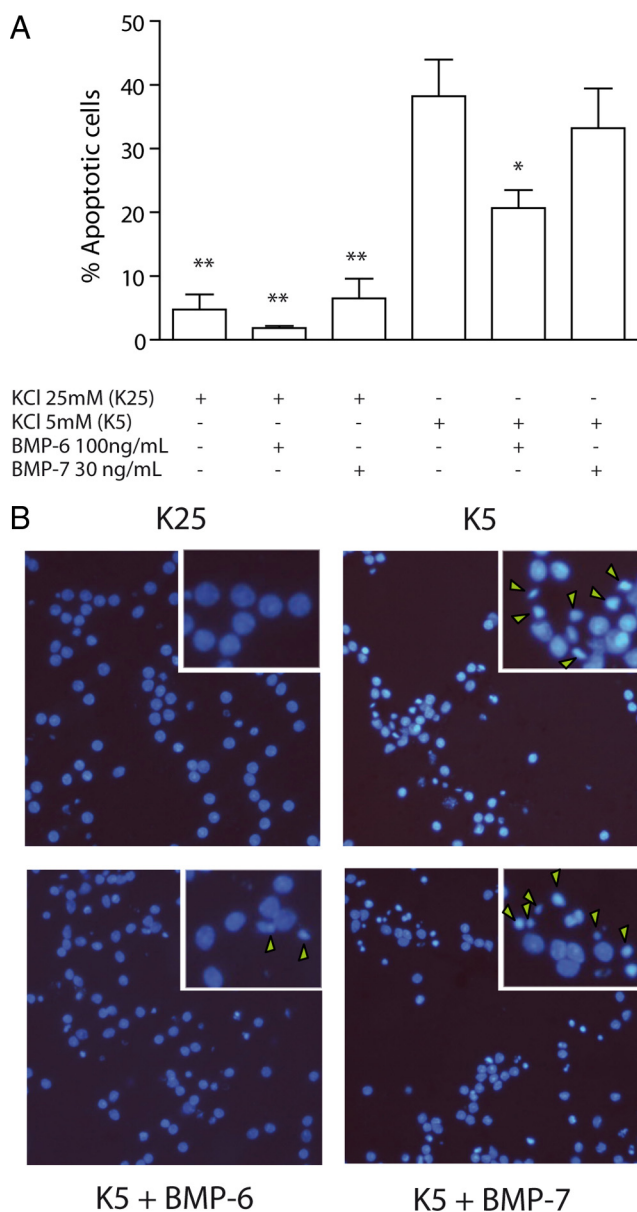 A
50
40
30
20
10
0
% Apoptotic cells
** ** ** *
KCl 25mM (K25) + + + - - -
KCl 5mM (K5) - - - + + +
BMP-6 100ng/mL - + - - + -
BMP-7 30 ng/mL - - + - - +
B
K25 K5
K5 + BMP-6 K5 + BMP-7